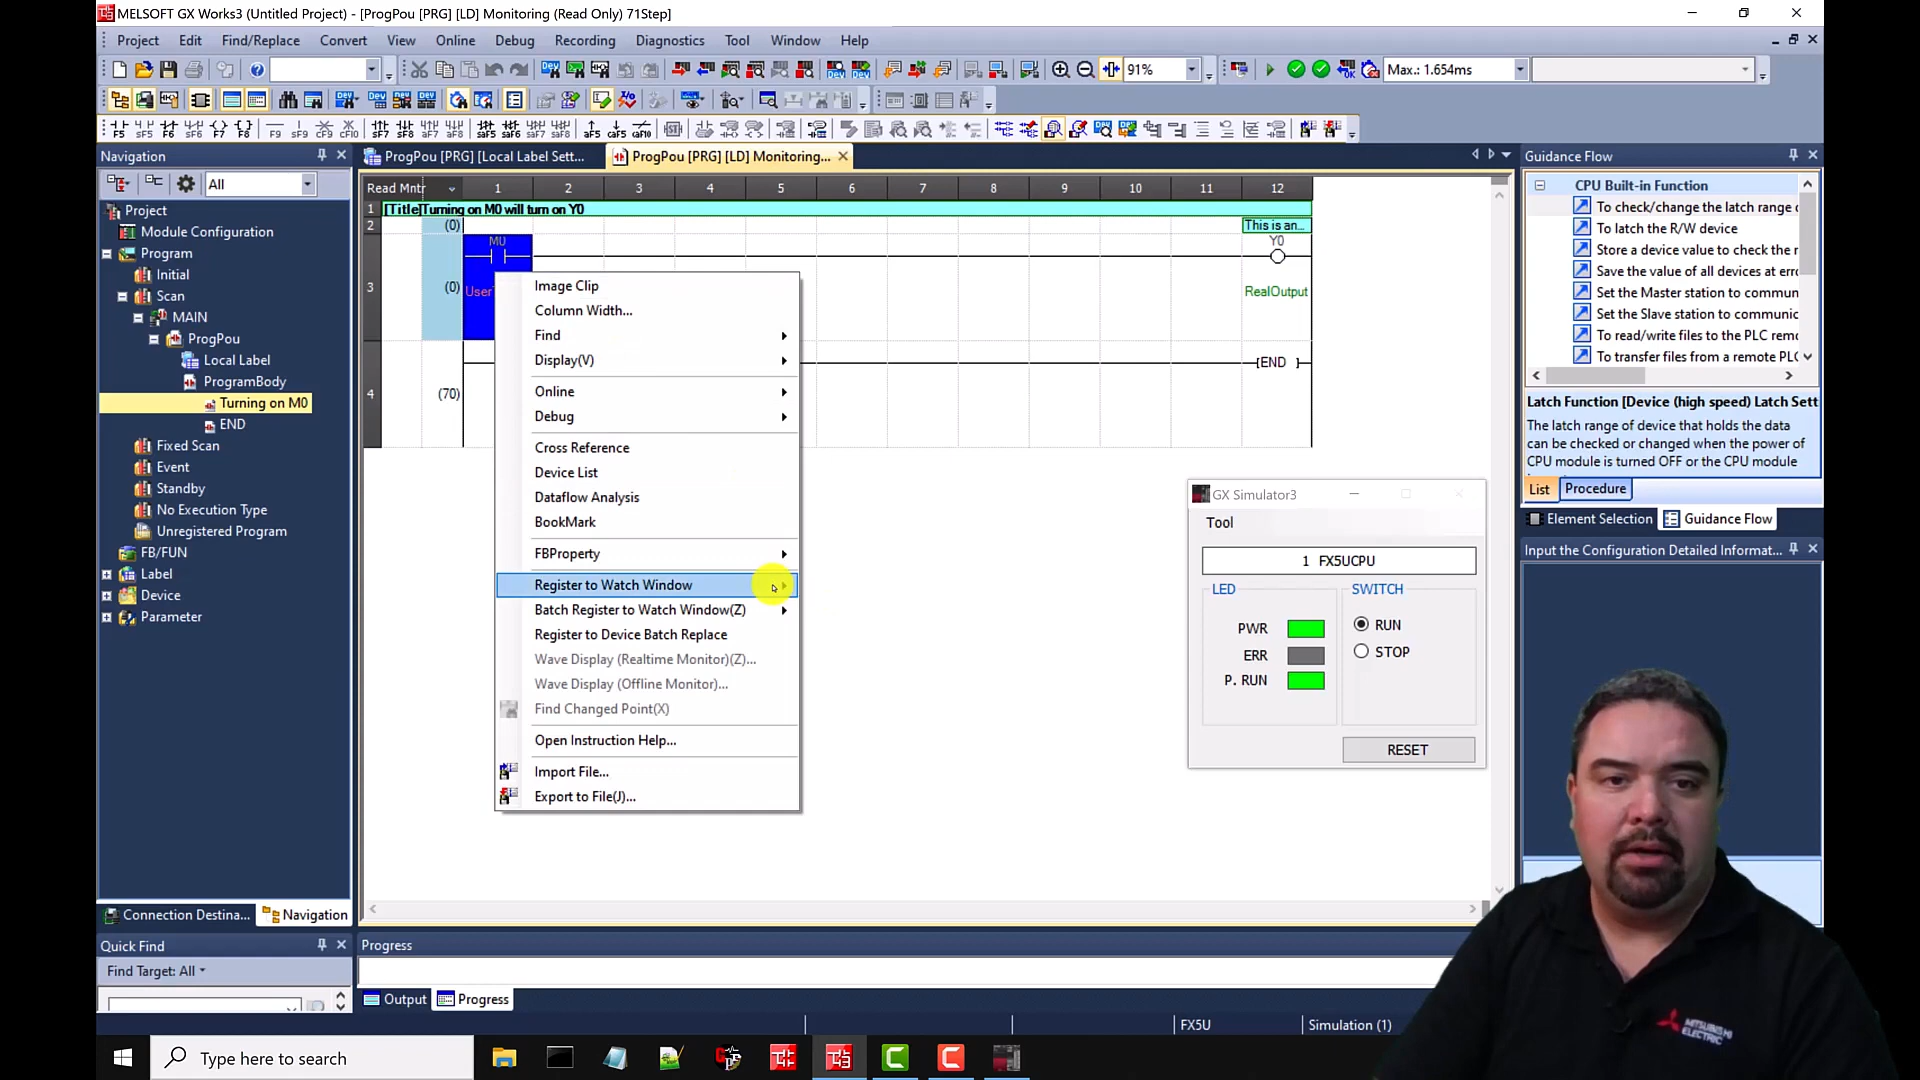 MELSOFT GX Works3 (Untitled Project) - [ProgPou [PRG] [LD] Monitoring (Read Only) 71Step]
Project Edit Find/Replace Convert View Online Debug Recording Diagnostics Tool Window Help
91%
Max.: 1.654ms
Navigation
All
Project
Module Configuration
Program
Initial
Scan
MAIN
ProgPou
Local Label
ProgramBody
Turning on M0
END
Fixed Scan
Event
Standby
No Execution Type
Unregistered Program
FB/FUN
Label
Device
Parameter
Connection Destina...
Navigation
Quick Find
Find Target: All
ProgPou [PRG] [Local Label Sett...
ProgPou [PRG] [LD] Monitoring...
Read Mntr 1 2 3 4 5 6 7 8 9 10 11 12
1 [Title]Turning on M0 will turn on Y0
2 (0) This is an...
M0 Y0
3 (0) User RealOutput
END
4 (70)
Image Clip
Column Width...
Find
Display(V)
Online
Debug
Cross Reference
Device List
Dataflow Analysis
BookMark
FBProperty
Register to Watch Window
Batch Register to Watch Window(Z)
Register to Device Batch Replace
Wave Display (Realtime Monitor)(Z)...
Wave Display (Offline Monitor)...
Find Changed Point(X)
Open Instruction Help...
Import File...
Export to File(J)...
GX Simulator3
Tool
1 FX5UCPU
LED SWITCH
PWR RUN
ERR STOP
P. RUN
RESET
Guidance Flow
CPU Built-in Function
To check/change the latch range
To latch the R/W device
Store a device value to check the
Save the value of all devices at
Set the Master station to
Set the Slave station to
To read/write files to the PLC
To transfer files from a remote
Latch Function [Device (high speed) Latch Sett
The latch range of device that holds the data
can be checked or changed when the power of
CPU module is turned OFF or the CPU module
List Procedure
Element Selection Guidance Flow
Input the Configuration Detailed Informat...
Progress
Output Progress
FX5U Simulation (1)
Type here to search
MITSUBISHI
ELECTRIC